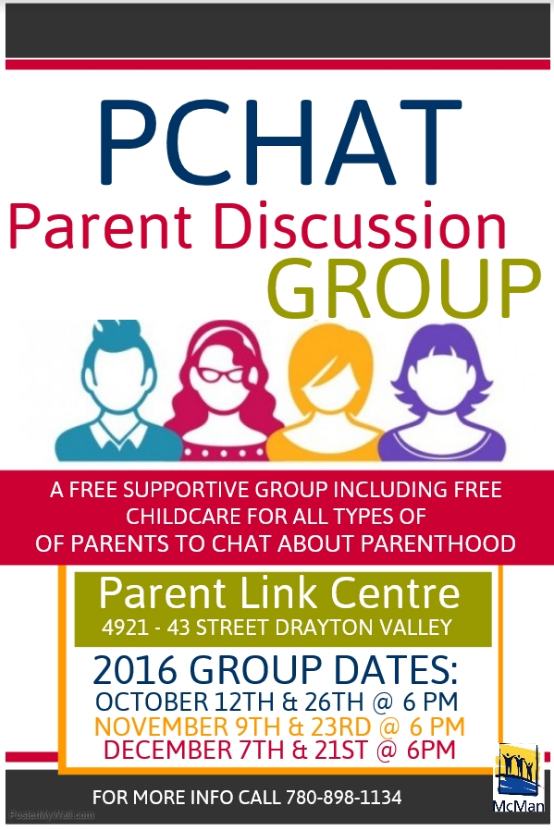 PCHAT
Parent Discussion
GROUP
A FREE SUPPORTIVE GROUP INCLUDING FREE
CHILDCARE FOR ALL TYPES OF
OF PARENTS TO CHAT ABOUT PARENTHOOD
Parent Link Centre
4921 - 43 STREET DRAYTON VALLEY
2016 GROUP DATES:
OCTOBER 12TH & 26TH @ 6 PM
NOVEMBER 9TH & 23RD @ 6 PM
DECEMBER 7TH & 21ST @ 6PM
FOR MORE INFO CALL 780-898-1134
McMan
PosterMyWall.com